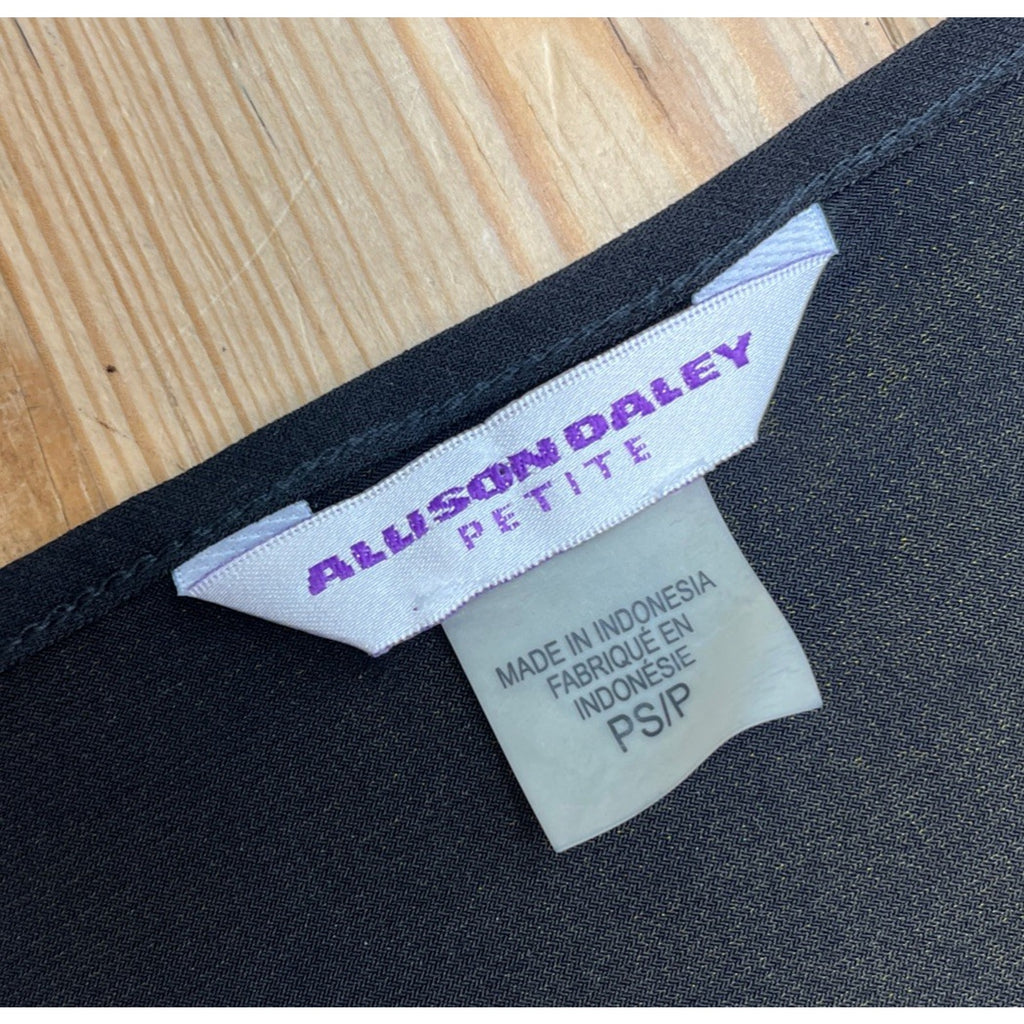 ALLISON DALEY
PETITE
MADE IN INDONESIA
FABRIQUÉ EN
INDONÉSIE
PS/P